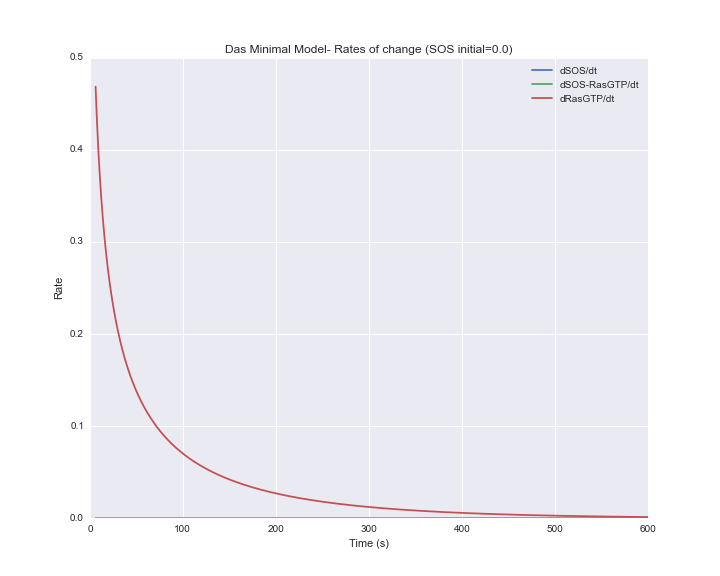 Das Minimal Model- Rates of change (SOS initial=0.0)
0.5
0.4
0.3
0.2
0.1
0.0
Rate
dSOS/dt
dSOS-RasGTP/dt
dRasGTP/dt
0 100 200 300 400 500 600
Time (s)